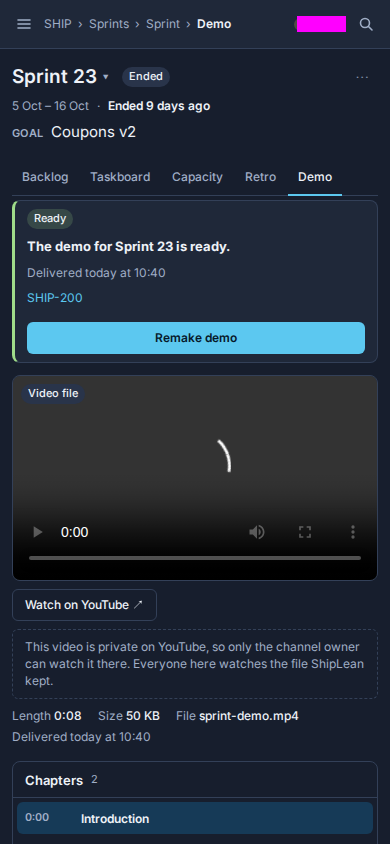 SHIP › Sprints › Sprint › Demo
Sprint 23 ▾ Ended ...
5 Oct – 16 Oct · Ended 9 days ago
GOAL Coupons v2
Backlog Taskboard Capacity Retro Demo
Ready
The demo for Sprint 23 is ready.
Delivered today at 10:40
SHIP-200
Remake demo
Video file
0:00
Watch on YouTube ↗
This video is private on YouTube, so only the channel owner
can watch it there. Everyone here watches the file ShipLean
kept.
Length 0:08 Size 50 KB File sprint-demo.mp4
Delivered today at 10:40
Chapters 2
0:00 Introduction